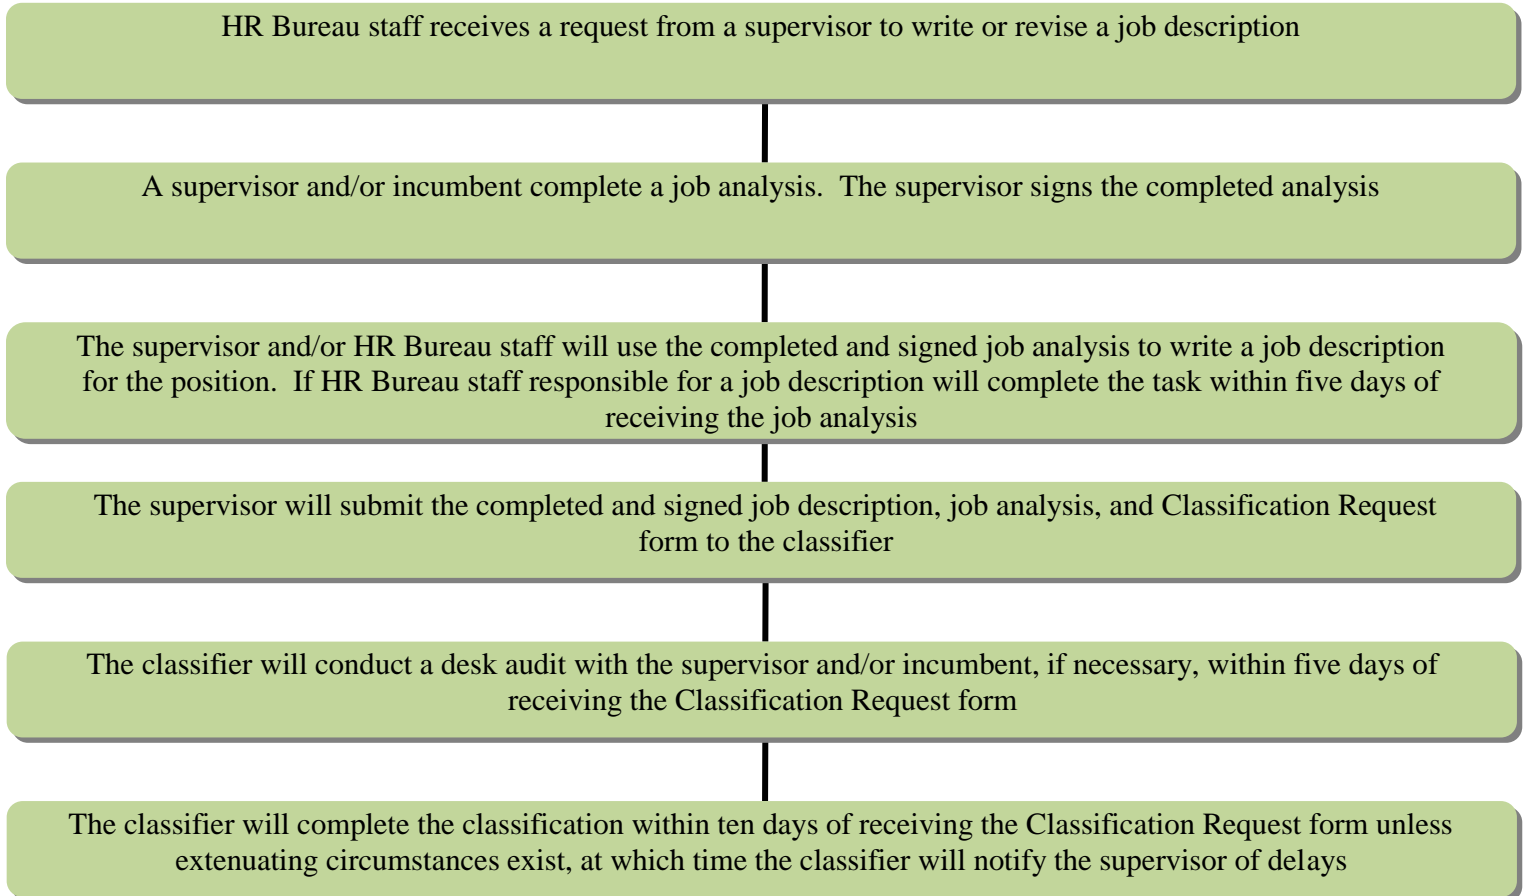 HR Bureau staff receives a request from a supervisor to write or revise a job description
A supervisor and/or incumbent complete a job analysis.  The supervisor signs the completed analysis
The supervisor and/or HR Bureau staff will use the completed and signed job analysis to write a job description
for the position.  If HR Bureau staff responsible for a job description will complete the task within five days of
receiving the job analysis
The supervisor will submit the completed and signed job description, job analysis, and Classification Request
form to the classifier
The classifier will conduct a desk audit with the supervisor and/or incumbent, if necessary, within five days of
receiving the Classification Request form
The classifier will complete the classification within ten days of receiving the Classification Request form unless
extenuating circumstances exist, at which time the classifier will notify the supervisor of delays